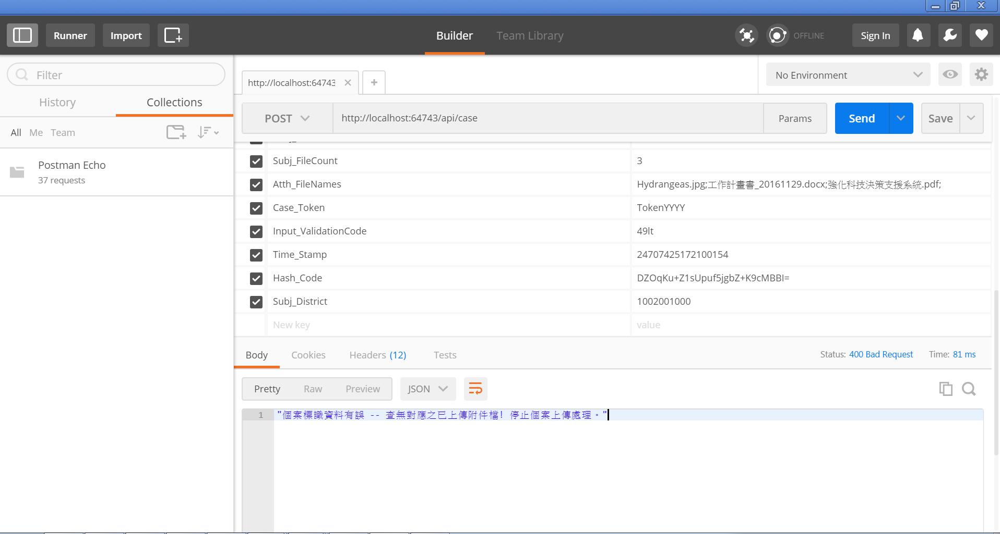 Runner
Import
Builder
Team Library
OFFLINE
Sign In
Filter
History
Collections
All Me Team
Postman Echo
37 requests
http://localhost:64743
No Environment
POST
http://localhost:64743/api/case
Params
Send
Save
Subj_FileCount 3
Atth_FileNames Hydrangeas.jpg;工作計畫書_20161129.docx;強化科技決策支援系統.pdf;
Case_Token TokenYYYY
Input_ValidationCode 49lt
Time_Stamp 24707425172100154
Hash_Code DZOqKu+Z1sUpuf5jgbZ+K9cMBBI=
Subj_District 1002001000
New key value
Body Cookies Headers (12) Tests
Status: 400 Bad Request Time: 81 ms
Pretty Raw Preview JSON
1 "個案標識資料有誤 -- 查無對應之已上傳附件檔! 停止個案上傳處理。"